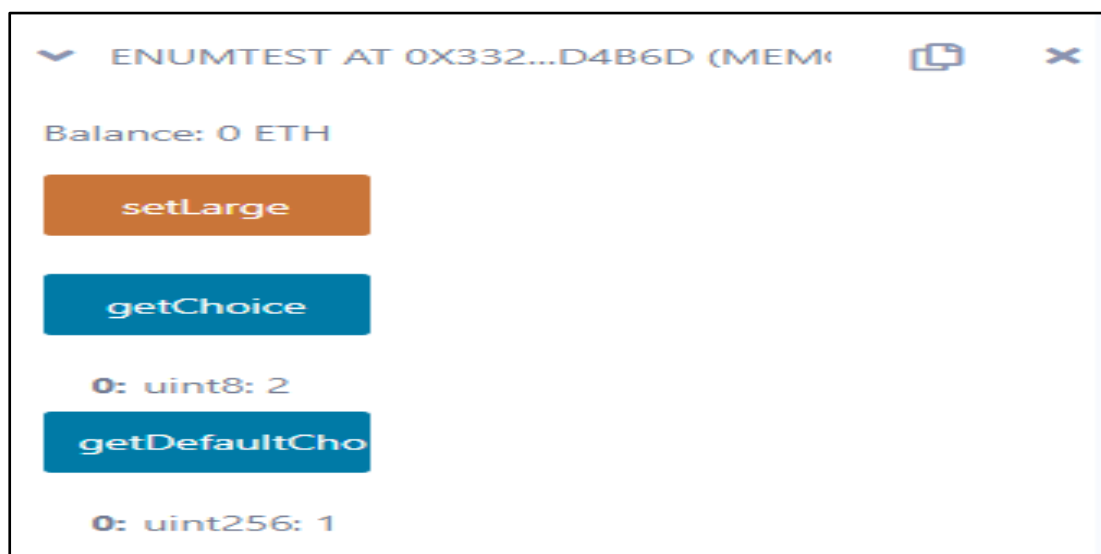 ENUMTEST AT 0X332...D4B6D (MEM
Balance: 0 ETH
setLarge
getChoice
0: uint8: 2
getDefaultCho
0: uint256: 1